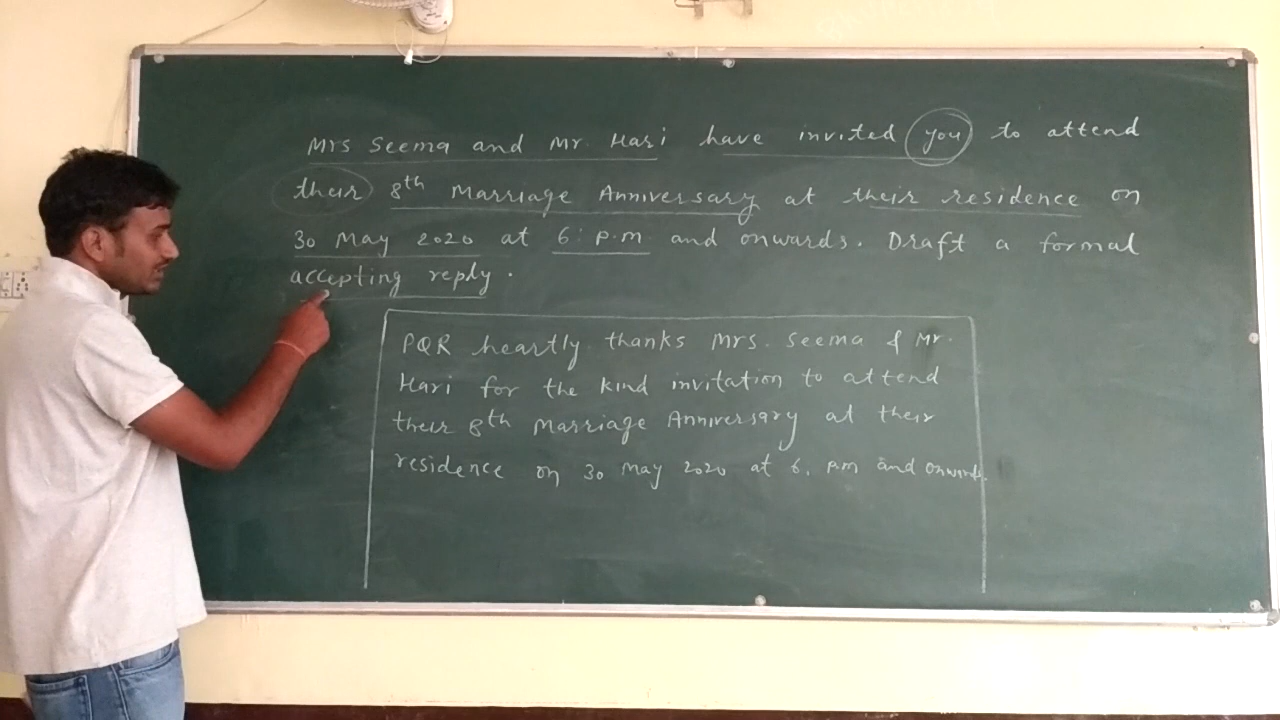 Mrs Seema and Mr. Hari have invited you to attend
their 8th Marriage Anniversary at their residence on
30 May 2020 at 6: p.m and onwards. Draft a formal
accepting reply.
PQR heartly thanks Mrs. Seema & Mr.
Hari for the kind invitation to attend
their 8th Marriage Anniversary at their
residence on 30 May 2020 at 6. p.m and onwards.